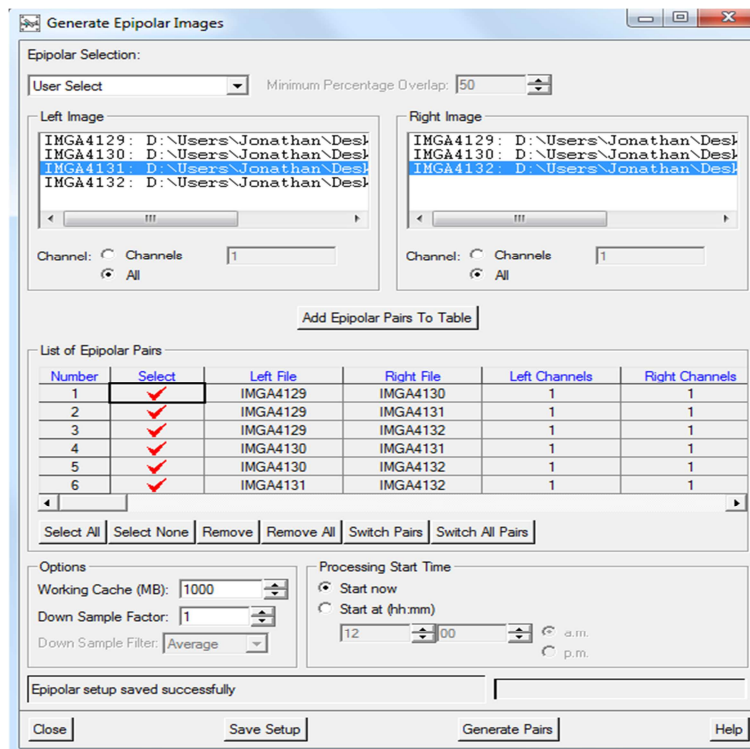 Generate Epipolar Images
Epipolar Selection:
User Select Minimum Percentage Overlap: 50
Left Image
IMGA4129: D:\Users\Jonathan\Desk
IMGA4130: D:\Users\Jonathan\Desk
IMGA4131: D:\Users\Jonathan\Desk
IMGA4132: D:\Users\Jonathan\Desk
Channel: Channels 1
All
Right Image
IMGA4129: D:\Users\Jonathan\Desk
IMGA4130: D:\Users\Jonathan\Desk
IMGA4132: D:\Users\Jonathan\Desk
Channel: Channels 1
All
Add Epipolar Pairs To Table
List of Epipolar Pairs
Number Select Left File Right File Left Channels Right Channels
1 IMGA4129 IMGA4130 1 1
2 IMGA4129 IMGA4131 1 1
3 IMGA4129 IMGA4132 1 1
4 IMGA4130 IMGA4131 1 1
5 IMGA4130 IMGA4132 1 1
6 IMGA4131 IMGA4132 1 1
Select All Select None Remove Remove All Switch Pairs Switch All Pairs
Options
Working Cache (MB): 1000
Down Sample Factor: 1
Down Sample Filter: Average
Processing Start Time
Start now
Start at (hh:mm)
12 00 a.m.
p.m.
Epipolar setup saved successfully
Close Save Setup Generate Pairs Help